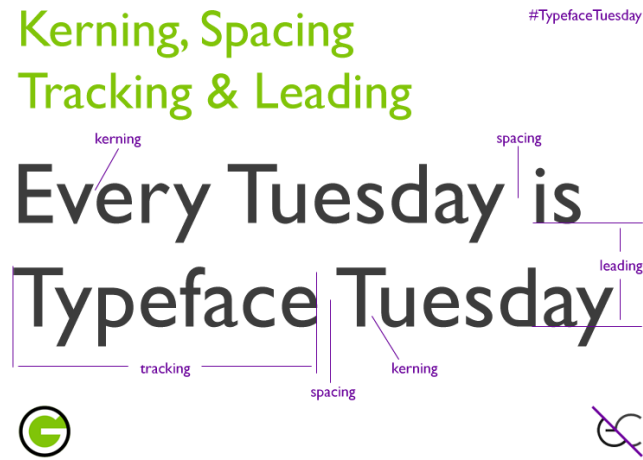 #TypefaceTuesday
Kerning, Spacing
Tracking & Leading
kerning
spacing
Every Tuesday is
leading
Typeface Tuesday
tracking
kerning
spacing
G